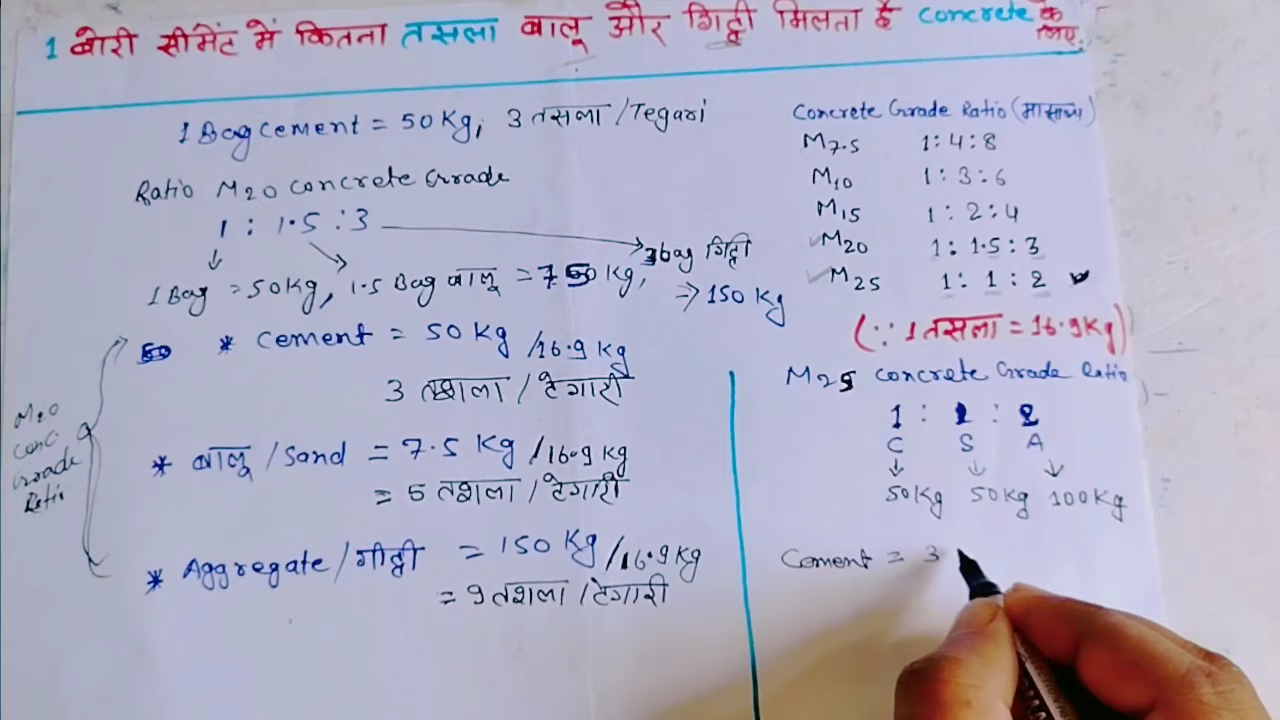 1 बोरी सीमेंट में कितना तसला बालू और गिट्टी मिलता है Concrete के लिए.
1 Bag Cement = 50 Kg, 3 तसला / Tegari
Ratio M20 Concrete Grade
1 : 1.5 : 3
3 bag गिट्टी
1 Bag = 50 Kg, 1.5 Bag बालू = 750 Kg,
⇒ 150 Kg
* Cement = 50 Kg / 16.9 Kg
3 तशला / टेगारी
* बालू / Sand = 7.5 Kg / 16.9 Kg
= 5 तशला / टेगारी
* Aggregate / गीट्टी = 150 Kg / 16.9 Kg
= 9 तशला / टेगारी
M20
Conc.
Grade
Ratio
Concrete Grade Ratio (मसाला)
M7.5 1:4:8
M10 1:3:6
M15 1:2:4
M20 1:1.5:3
M25 1:1:2
(∵ 1 तसला = 16.9 Kg)
M25 Concrete Grade Ratio
1 : 1 : 2
C S A
50 Kg 50 Kg 100 Kg
Cement = 3